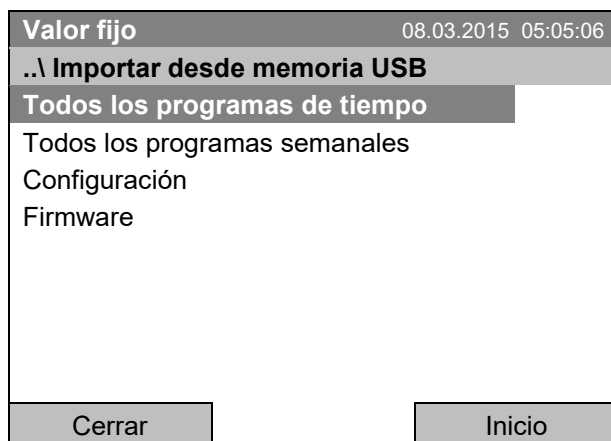 Valor fijo 08.03.2015 05:05:06
..\ Importar desde memoria USB
Todos los programas de tiempo
Todos los programas semanales
Configuración
Firmware
Cerrar Inicio